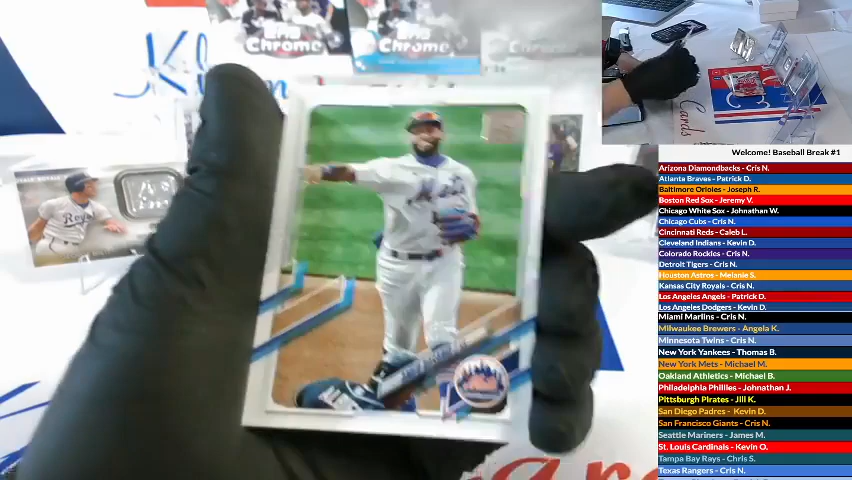 Chrome
Chrome
Mets
Royals
Cards
Welcome! Baseball Break #1
Arizona Diamondbacks - Cris N.
Atlanta Braves - Patrick D.
Baltimore Orioles - Joseph R.
Boston Red Sox - Jeremy V.
Chicago White Sox - Johnathan W.
Chicago Cubs - Cris N.
Cincinnati Reds - Caleb L.
Cleveland Indians - Kevin D.
Colorado Rockies - Cris N.
Detroit Tigers - Cris N.
Houston Astros - Melanie S.
Kansas City Royals - Cris N.
Los Angeles Angels - Patrick D.
Los Angeles Dodgers - Kevin D.
Miami Marlins - Cris N.
Milwaukee Brewers - Angela K.
Minnesota Twins - Cris N.
New York Yankees - Thomas B.
New York Mets - Michael M.
Oakland Athletics - Michael B.
Philadelphia Phillies - Johnathan J.
Pittsburgh Pirates - Jill K.
San Diego Padres - Kevin D.
San Francisco Giants - Cris N.
Seattle Mariners - James M.
St. Louis Cardinals - Kevin O.
Tampa Bay Rays - Chris S.
Texas Rangers - Cris N.